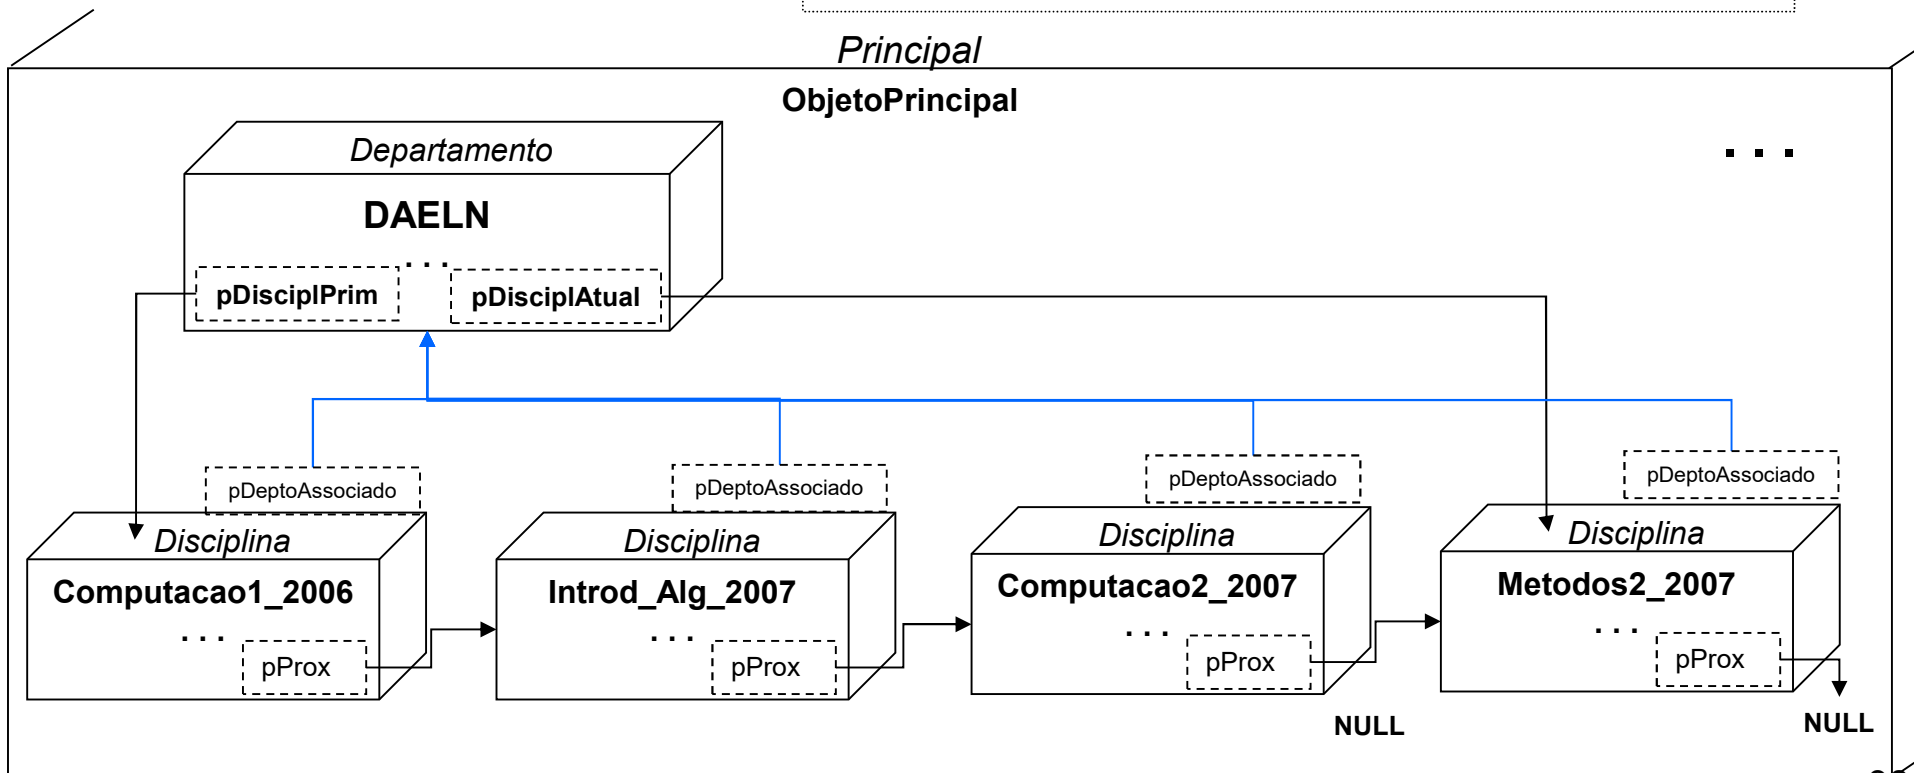 Principal
ObjetoPrincipal
Departamento
. . .
DAELN
. . .
pDisciplPrim
pDisciplAtual
pDeptoAssociado
pDeptoAssociado
pDeptoAssociado
pDeptoAssociado
Disciplina
Disciplina
Disciplina
Disciplina
Computacao1_2006
Introd_Alg_2007
Computacao2_2007
Metodos2_2007
. . .
. . .
. . .
. . .
pProx
pProx
pProx
pProx
NULL
NULL